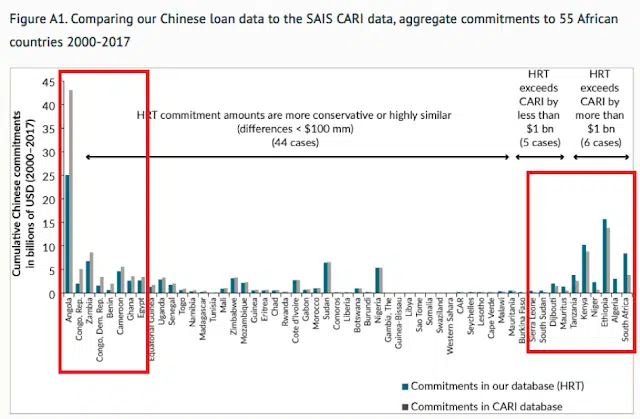 Figure A1. Comparing our Chinese loan data to the SAIS CARI data, aggregate commitments to 55 African
countries 2000-2017
HRT commitment amounts are more conservative or highly similar
(differences < $100 mm)
(44 cases)
HRT
exceeds
CARI by
less than
$1 bn
(5 cases)
HRT
exceeds
CARI by
more than
$1 bn
(6 cases)
Cumulative Chinese commitments
in billions of USD (2000–2017)
45
40
35
30
25
20
15
10
5
0
Angola
Congo, Rep.
Zambia
Congo, Dem. Rep.
Benin
Cameroon
Ghana
Egypt
Equatorial Guinea
Uganda
Senegal
Togo
Namibia
Madagascar
Tunisia
Mali
Zimbabwe
Mozambique
Guinea
Eritrea
Chad
Rwanda
Cote d'Ivoire
Gabon
Morocco
Sudan
Comoros
Liberia
Botswana
Burundi
Nigeria
Gambia, The
Guinea-Bissau
Libya
Sao Tome
Somalia
Swaziland
Western Sahara
CAR
Seychelles
Lesotho
Cape Verde
Malawi
Mauritania
Burkina Faso
Sierra Leone
South Sudan
Djibouti
Mauritius
Tanzania
Kenya
Niger
Ethiopia
Algeria
South Africa
Commitments in our database (HRT)
Commitments in CARI database